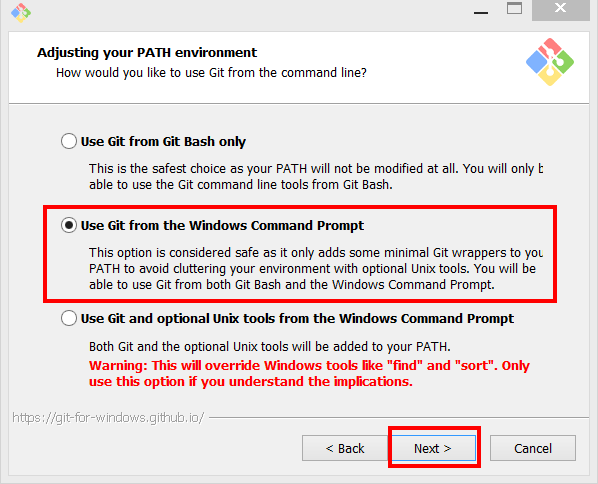 Adjusting your PATH environment
How would you like to use Git from the command line?
Use Git from Git Bash only
This is the safest choice as your PATH will not be modified at all. You will only
able to use the Git command line tools from Git Bash.
Use Git from the Windows Command Prompt
This option is considered safe as it only adds some minimal Git wrappers to you
PATH to avoid cluttering your environment with optional Unix tools. You will be
able to use Git from both Git Bash and the Windows Command Prompt.
Use Git and optional Unix tools from the Windows Command Prompt
Both Git and the optional Unix tools will be added to your PATH.
Warning: This will override Windows tools like "find" and "sort". Only
use this option if you understand the implications.
https://git-for-windows.github.io/
< Back
Next >
Cancel